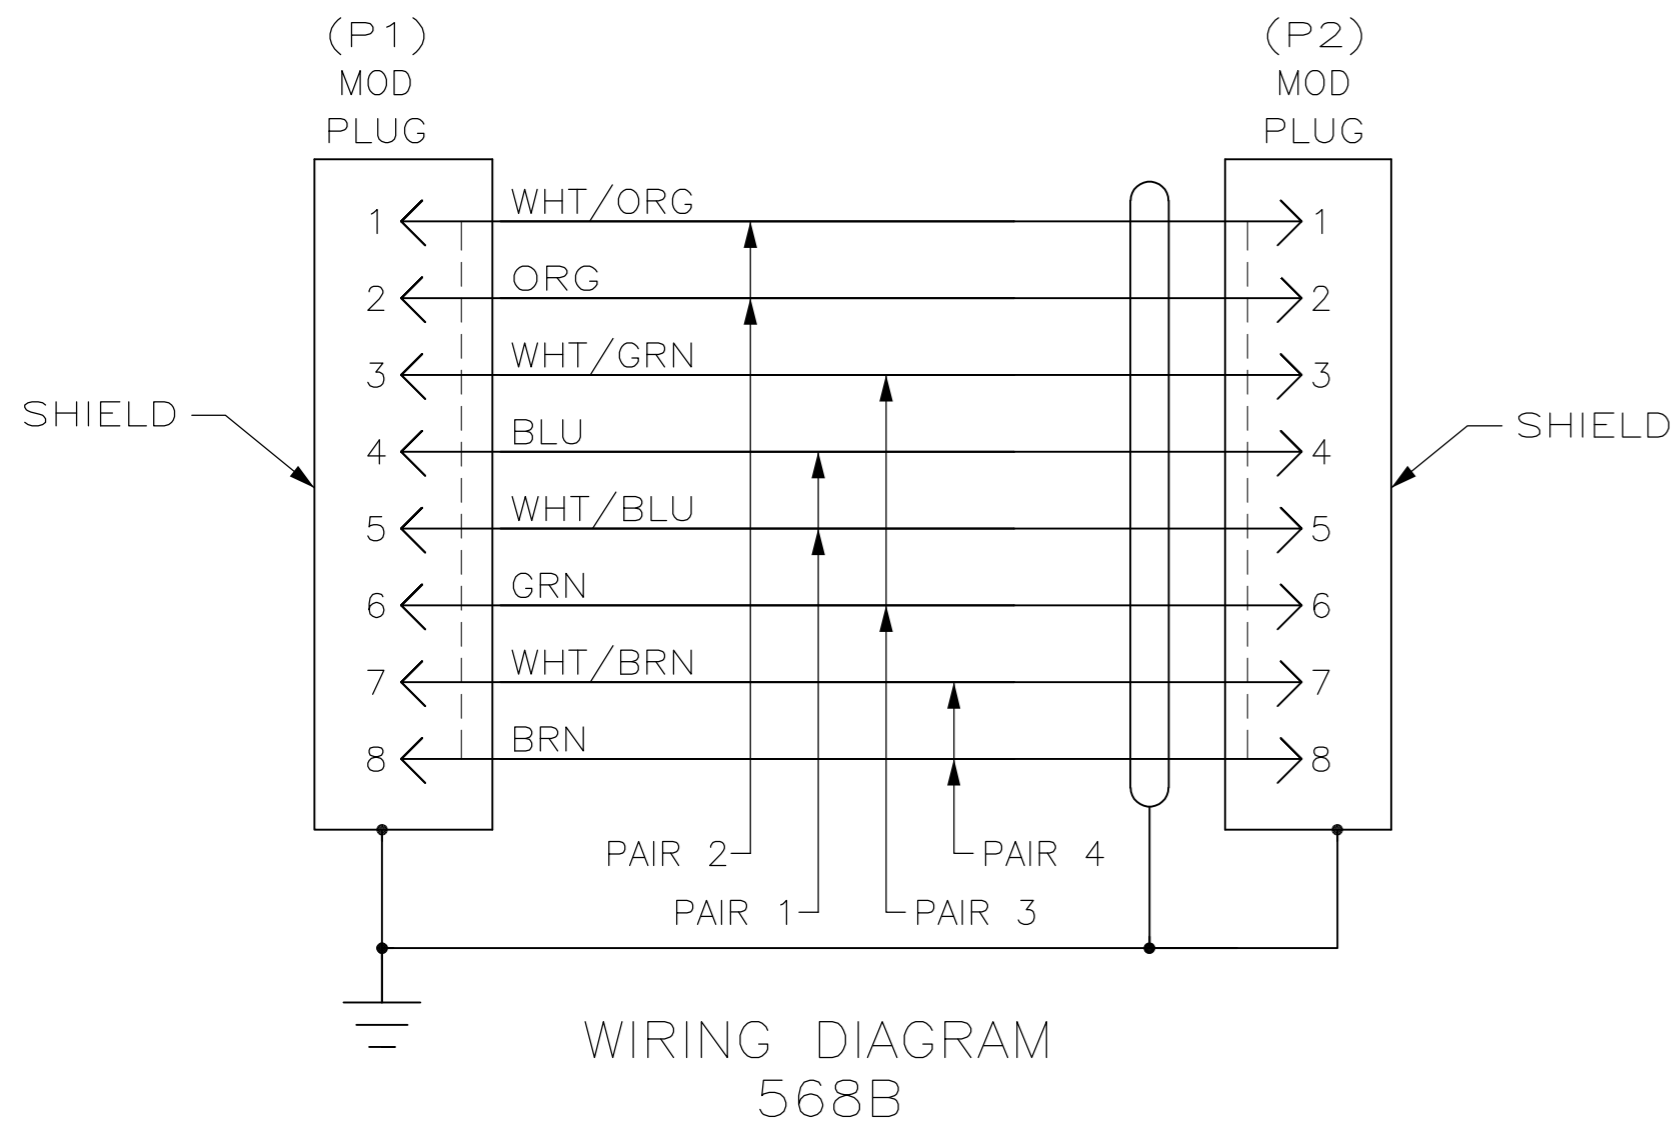 (P1)
MOD
PLUG
(P2)
MOD
PLUG
1 WHT/ORG 1
2 ORG 2
3 WHT/GRN 3
SHIELD
SHIELD
4 BLU 4
5 WHT/BLU 5
6 GRN 6
7 WHT/BRN 7
8 BRN 8
PAIR 2
PAIR 4
PAIR 1
PAIR 3
WIRING DIAGRAM
568B